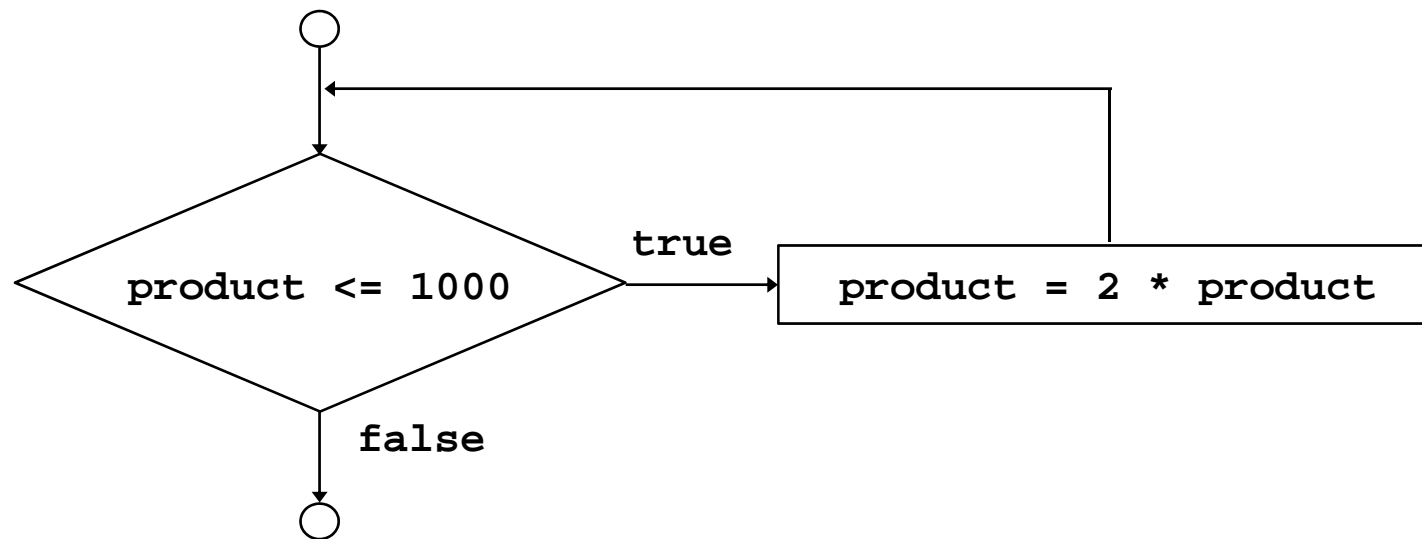 true
product <= 1000
product = 2 * product
false